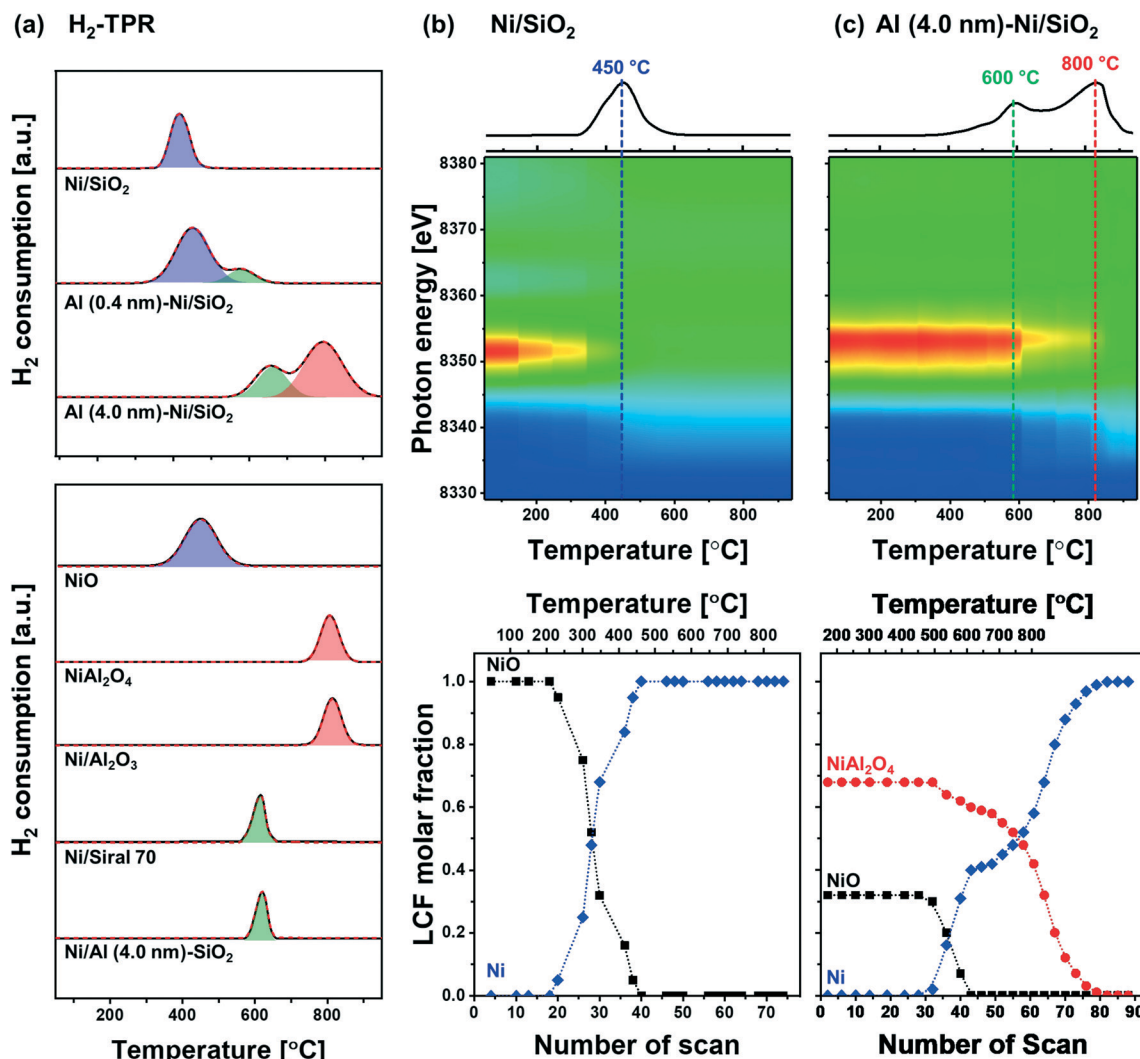 (a) H₂-TPR
H₂ consumption [a.u.]
Ni/SiO₂
Al (0.4 nm)-Ni/SiO₂
Al (4.0 nm)-Ni/SiO₂
200 400 600 800
H₂ consumption [a.u.]
NiO
NiAl₂O₄
Ni/Al₂O₃
Ni/Siral 70
Ni/Al (4.0 nm)-SiO₂
200 400 600 800
Temperature [°C]
(b) Ni/SiO₂
450 °C
Photon energy [eV]
8380
8370
8360
8350
8340
8330
200 400 600 800
Temperature [°C]
Temperature [°C]
100 200 300 400 500 600 700 800
LCF molar fraction
1.0
0.8
0.6
0.4
0.2
0.0
NiO
Ni
0 10 20 30 40 50 60 70
Number of scan
(c) Al (4.0 nm)-Ni/SiO₂
600 °C
800 °C
200 400 600 800
Temperature [°C]
Temperature [°C]
200 300 400 500 600 700 800
NiAl₂O₄
NiO
Ni
0 10 20 30 40 50 60 70 80 90
Number of Scan